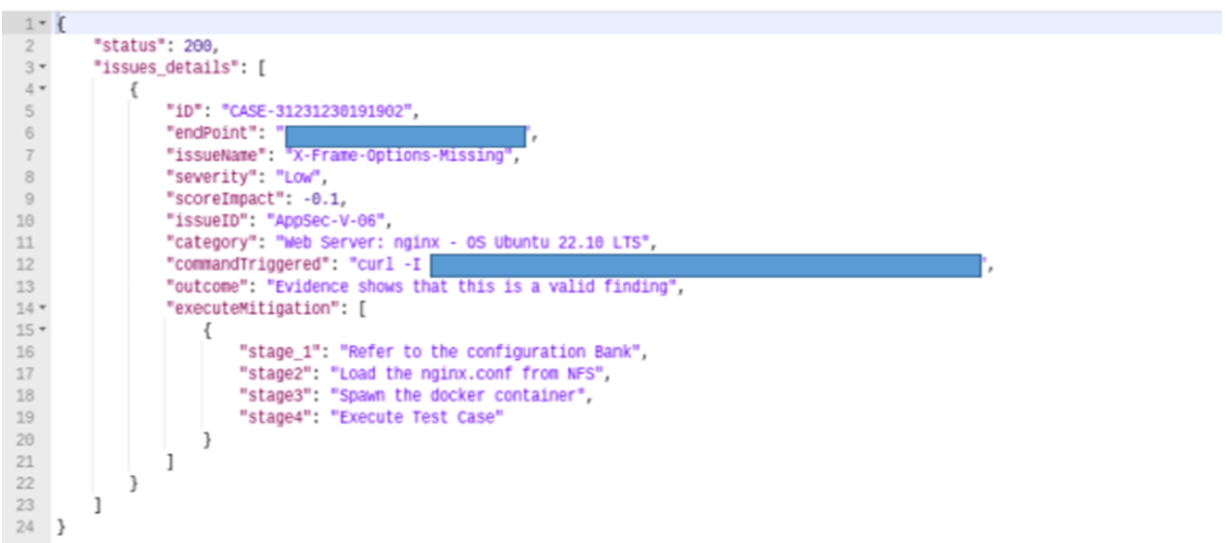 1 {
2 "status": 200,
3 "issues_details": [
4 {
5 "iD": "CASE-31231230191902",
6 "endPoint": " ",
7 "issueName": "X-Frame-Options-Missing",
8 "severity": "Low",
9 "scoreImpact": -0.1,
10 "issueID": "AppSec-V-06",
11 "category": "Web Server: nginx - OS Ubuntu 22.10 LTS",
12 "commandTriggered": "curl -I ",
13 "outcome": "Evidence shows that this is a valid finding",
14 "executeMitigation": [
15 {
16 "stage_1": "Refer to the configuration Bank",
17 "stage2": "Load the nginx.conf from NFS",
18 "stage3": "Spawn the docker container",
19 "stage4": "Execute Test Case"
20 }
21 ]
22 }
23 ]
24 }